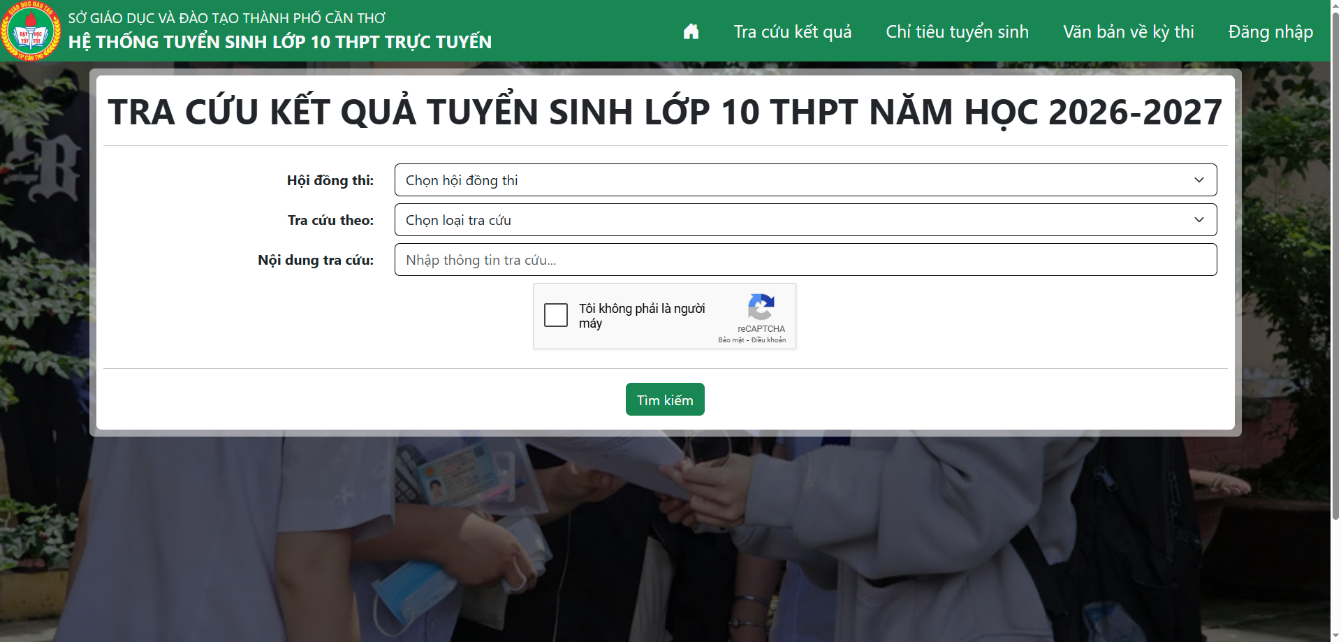 SỞ GIÁO DỤC VÀ ĐÀO TẠO THÀNH PHỐ CẦN THƠ
HỆ THỐNG TUYỂN SINH LỚP 10 THPT TRỰC TUYẾN
Tra cứu kết quả
Chỉ tiêu tuyển sinh
Văn bản về kỳ thi
Đăng nhập
TRA CỨU KẾT QUẢ TUYỂN SINH LỚP 10 THPT NĂM HỌC 2026-2027
Hội đồng thi:
Chọn hội đồng thi
Tra cứu theo:
Chọn loại tra cứu
Nội dung tra cứu:
Nhập thông tin tra cứu...
Tôi không phải là người
máy
reCAPTCHA
Bảo mật - Điều khoản
Tìm kiếm